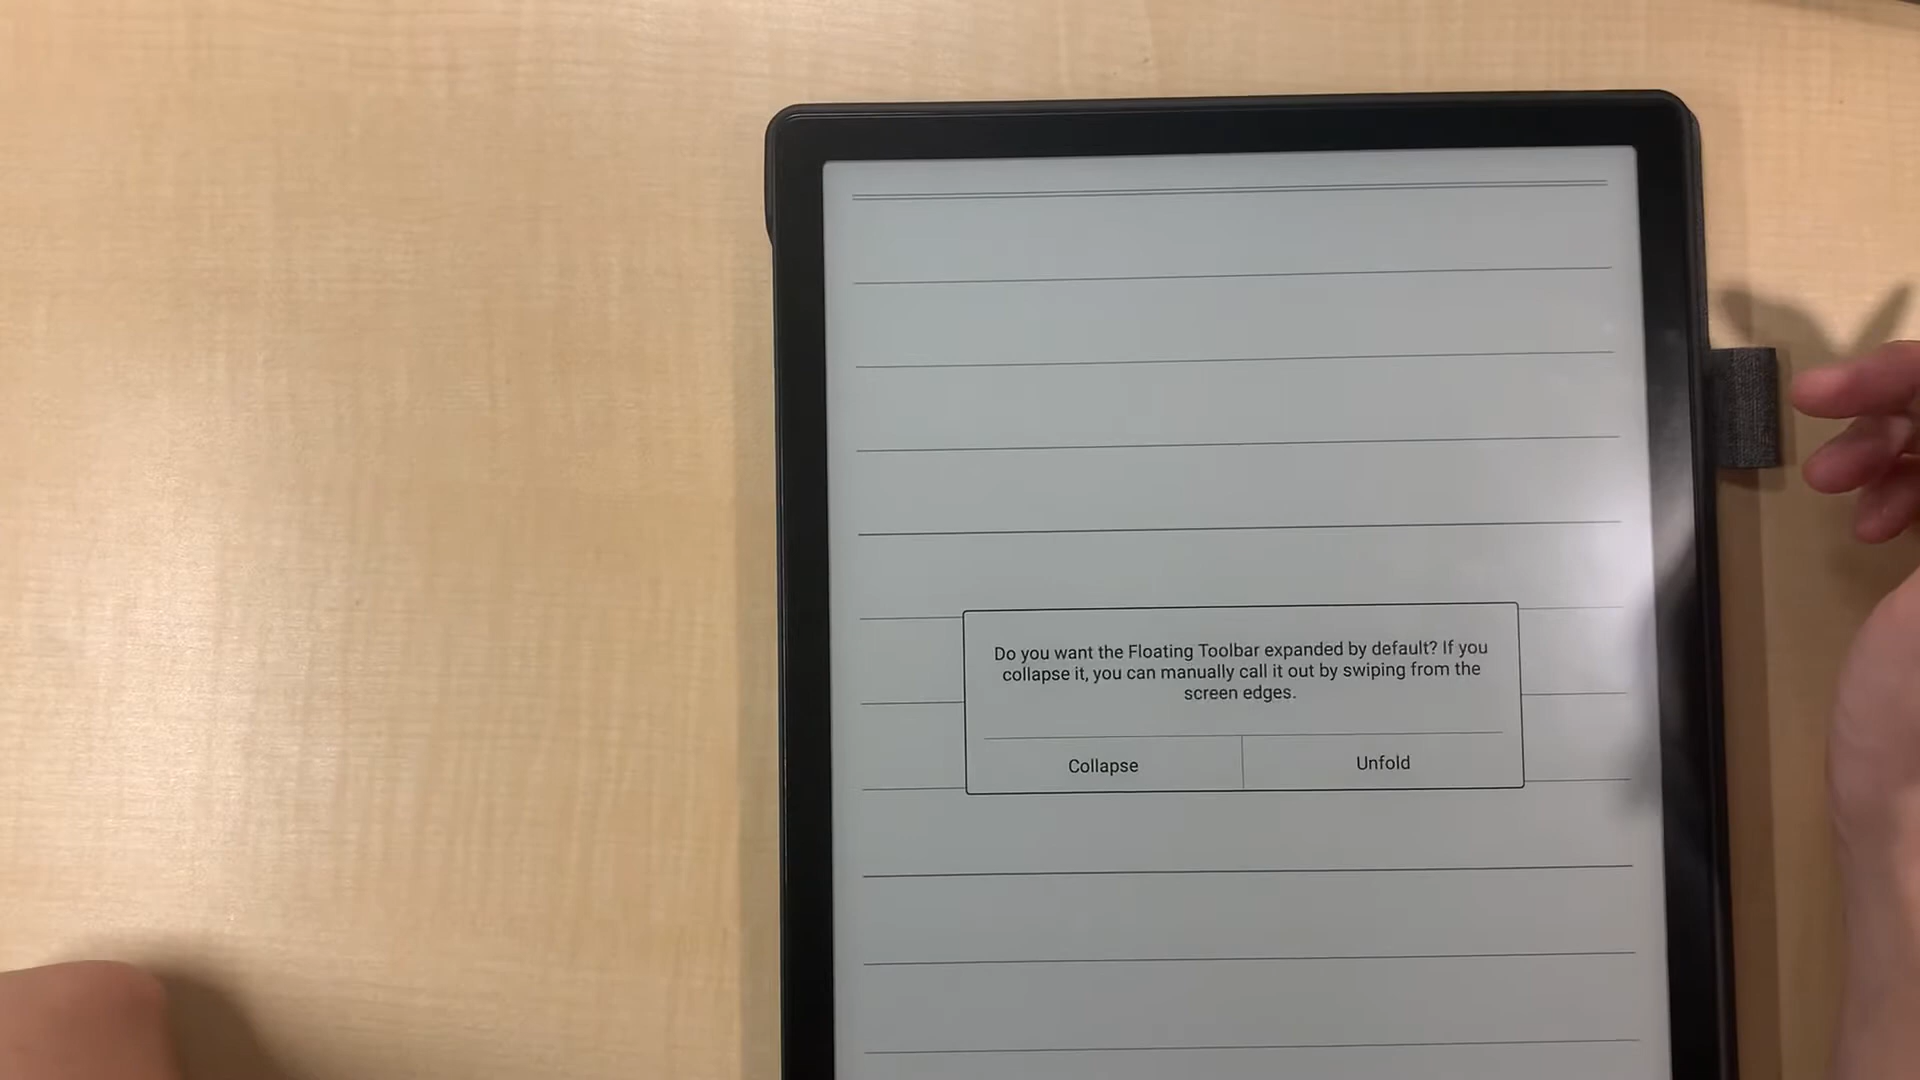 Do you want the Floating Toolbar expanded by default? If you
collapse it, you can manually call it out by swiping from the
screen edges.
Collapse
Unfold